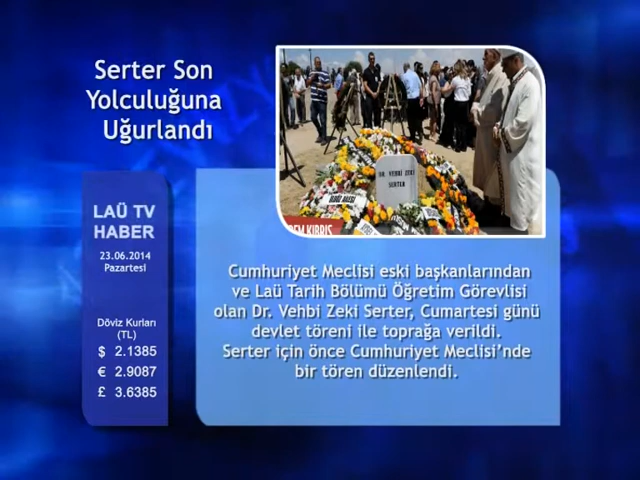 Serter Son
Yolculuğuna
Uğurlandı
DR. VEHBİ ZEKİ
SERTER
LAÜ TV
HABER
23.06.2014
Pazartesi
Döviz Kurları
(TL)
$ 2.1385
€ 2.9087
£ 3.6385
Cumhuriyet Meclisi eski başkanlarından
ve Laü Tarih Bölümü Öğretim Görevlisi
olan Dr. Vehbi Zeki Serter, Cumartesi günü
devlet töreni ile toprağa verildi.
Serter için önce Cumhuriyet Meclisi’nde
bir tören düzenlendi.